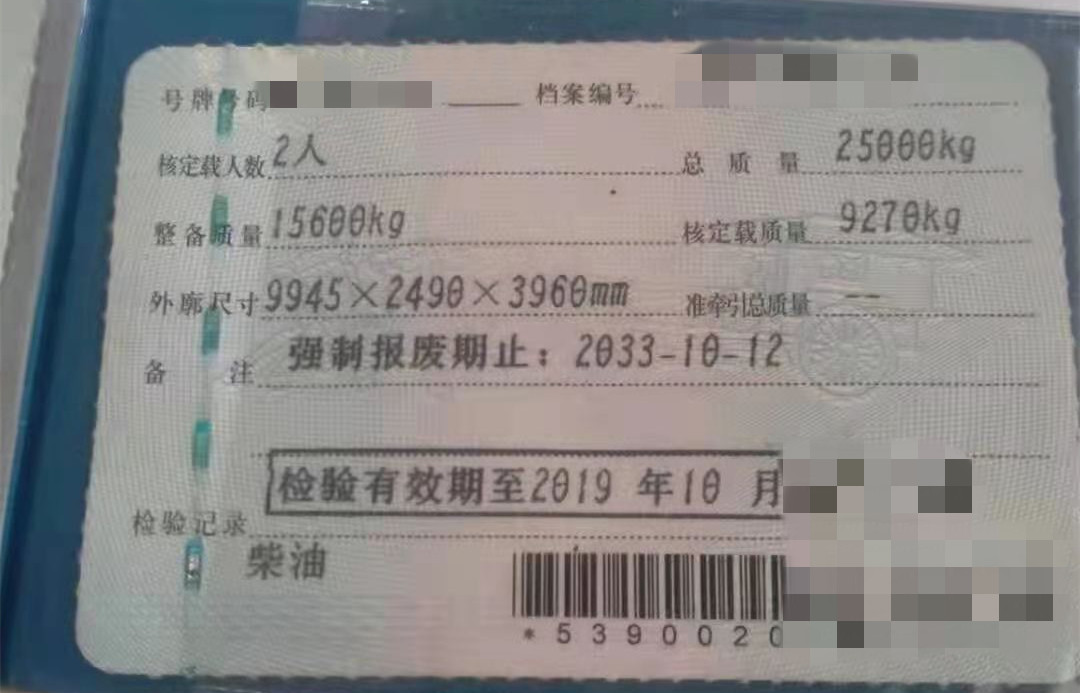 号牌号码 档案编号
核定载人数 2人 总质量 25000kg
整备质量 15600kg 核定载质量 9270kg
外廓尺寸 9945×2490×3960mm 准牵引总质量 --
备注 强制报废期止：2033-10-12
检验有效期至2019 年10 月
检验记录
柴油
*5390020